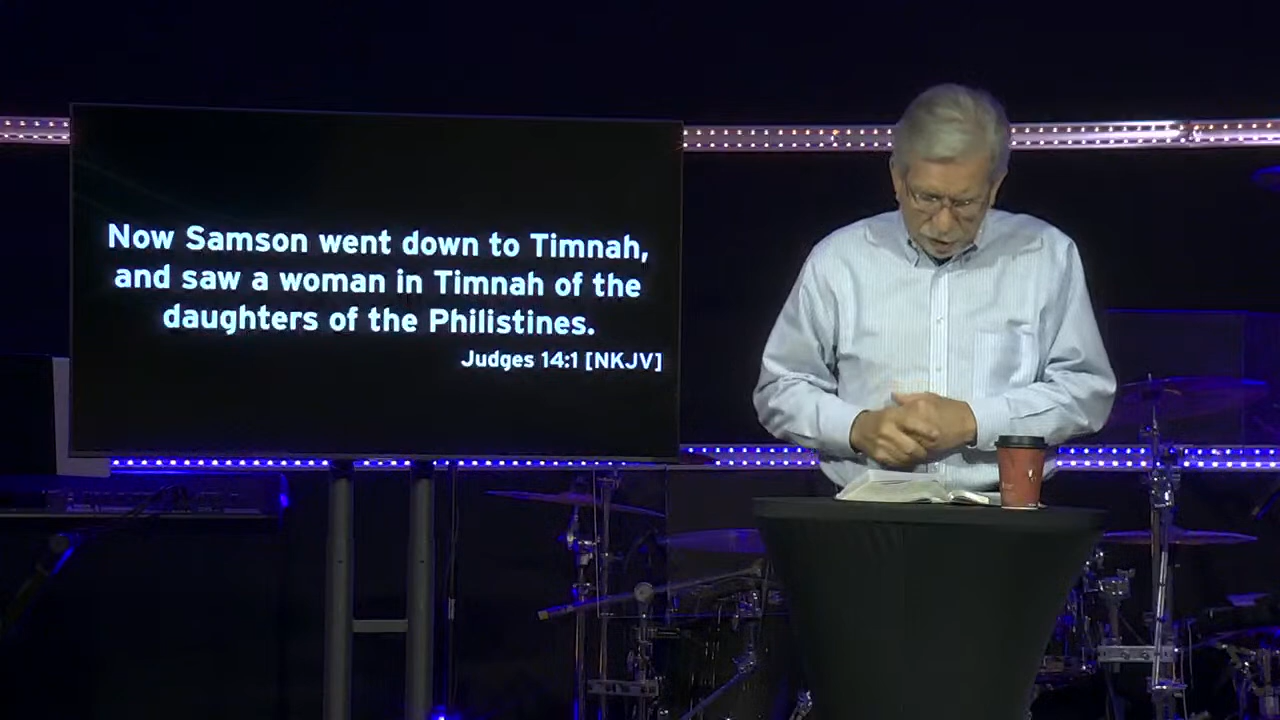 Now Samson went down to Timnah,
and saw a woman in Timnah of the
daughters of the Philistines.
Judges 14:1 [NKJV]